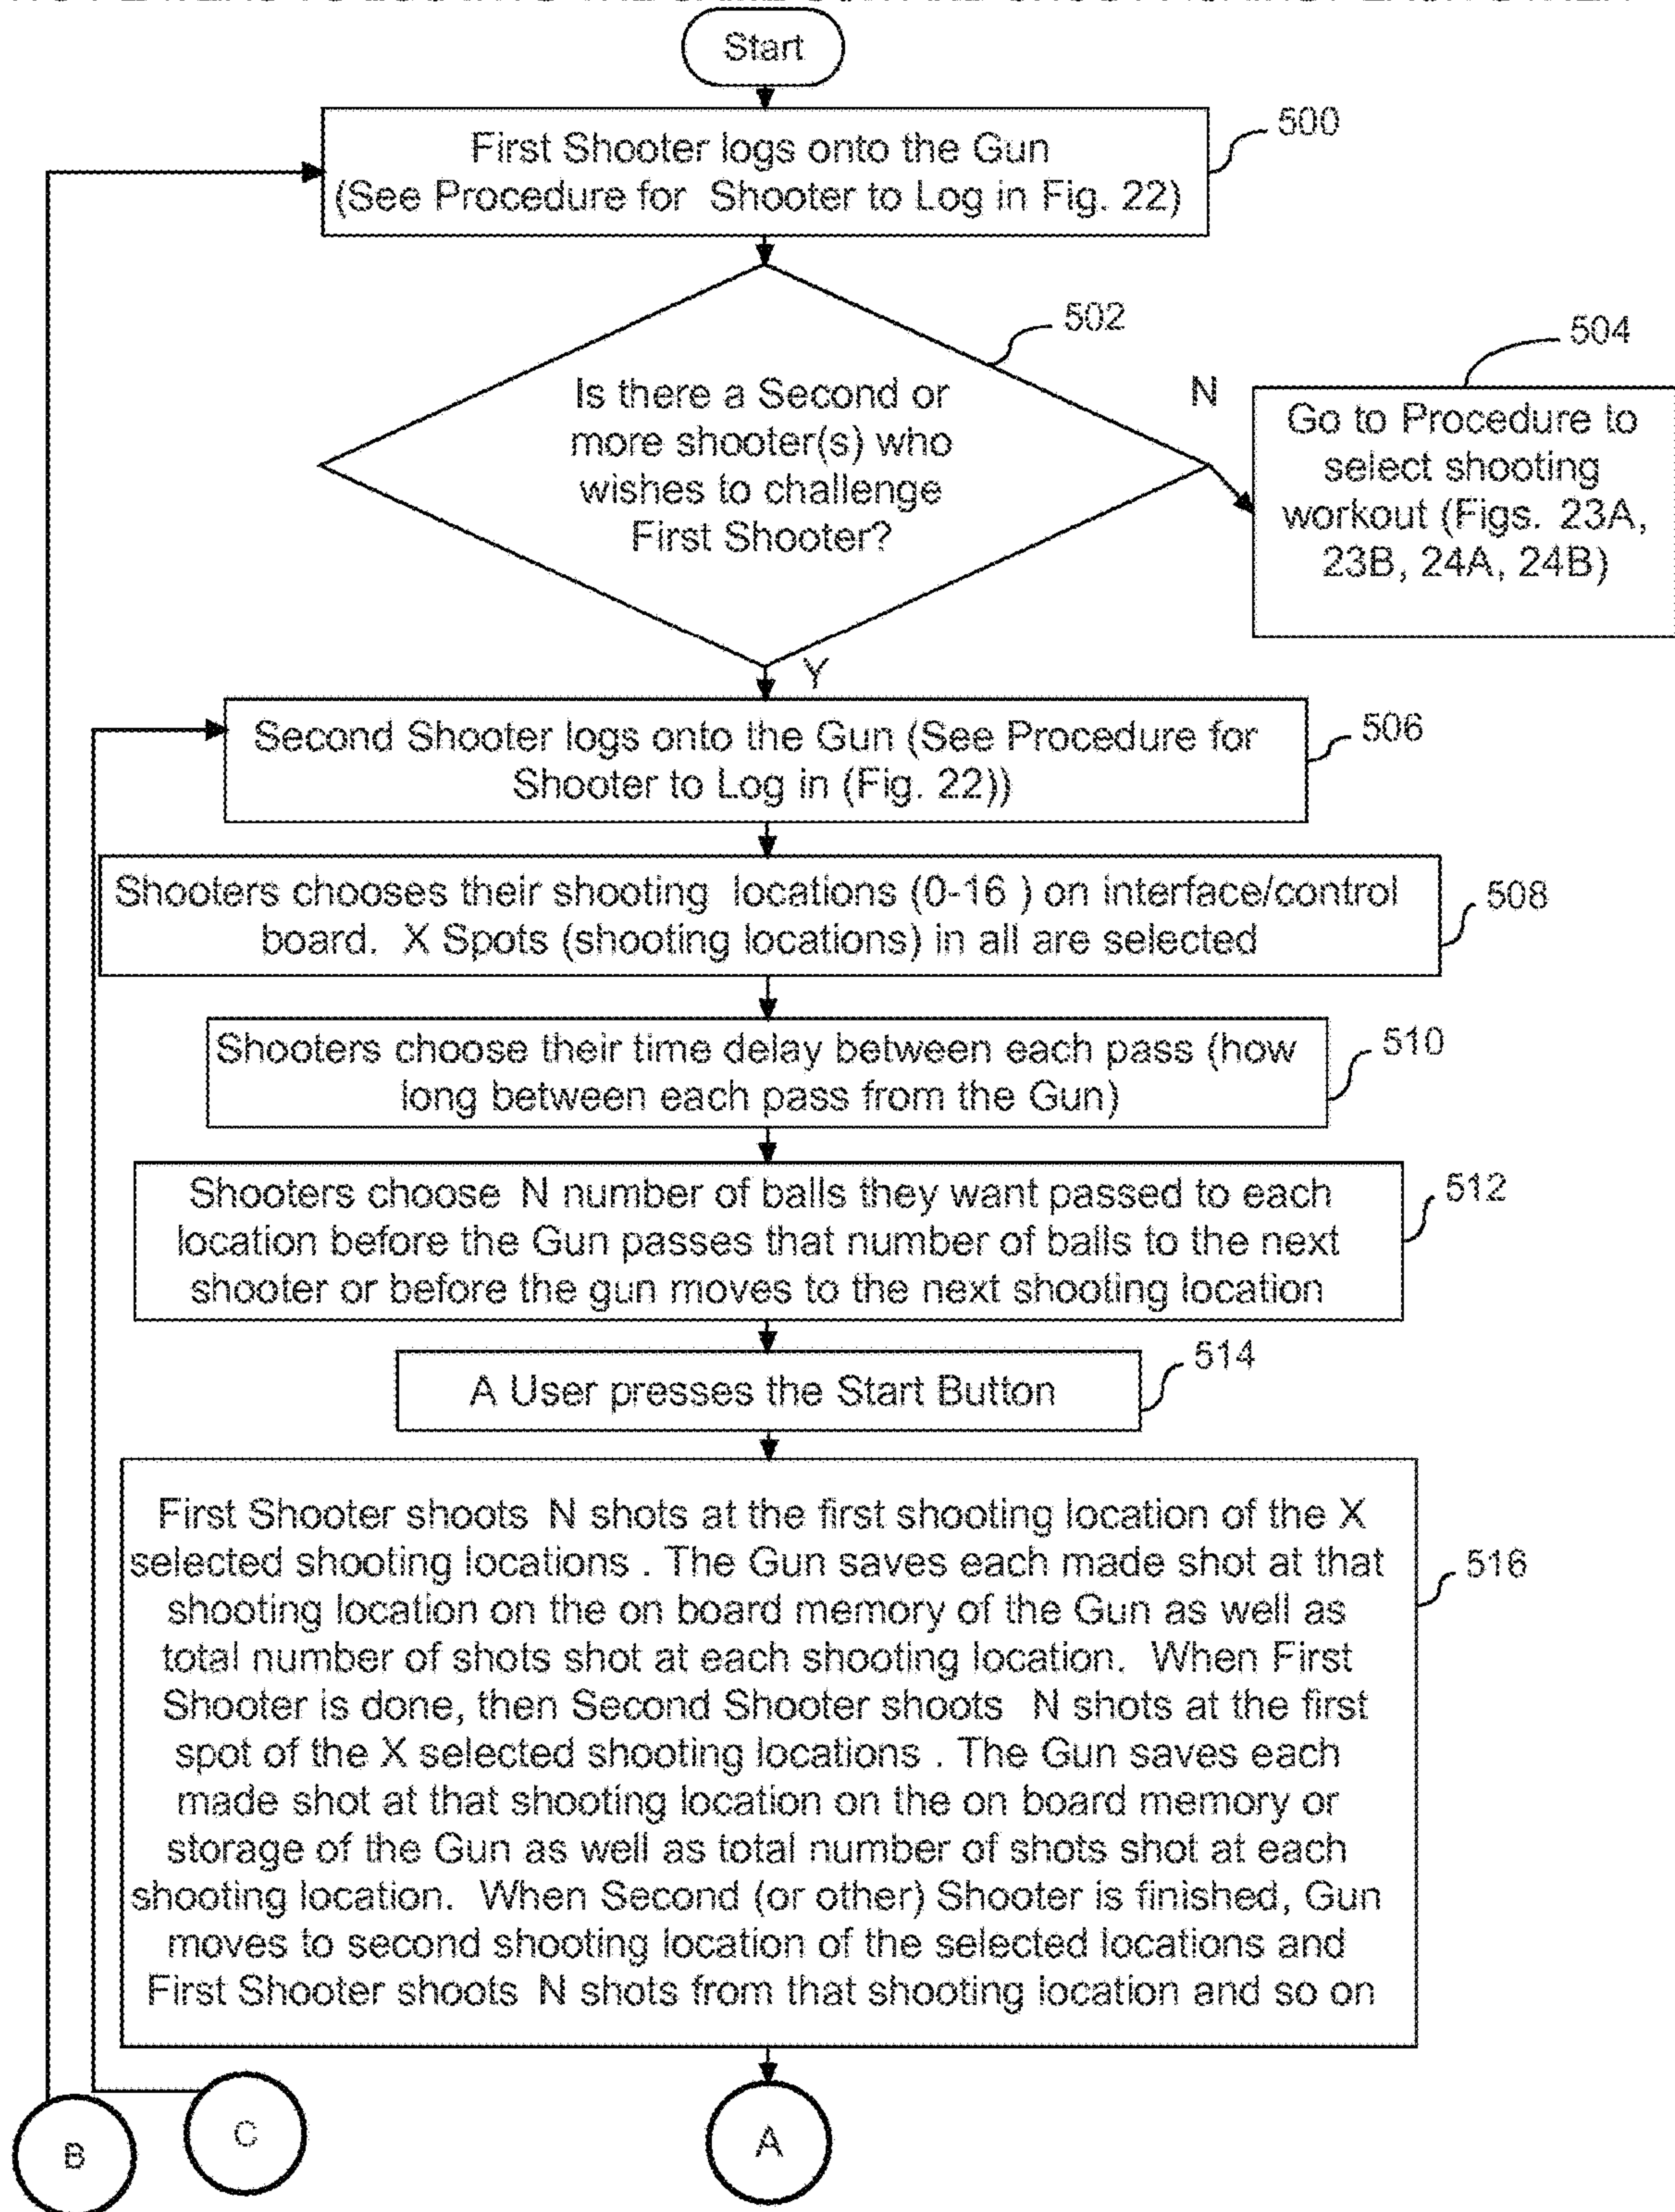 Start
First Shooter logs onto the Gun
(See Procedure for Shooter to Log in Fig. 22)
500
Is there a Second or
more shooter(s) who
wishes to challenge
First Shooter?
502
N
504
Go to Procedure to
select shooting
workout (Figs. 23A,
23B, 24A, 24B)
Y
Second Shooter logs onto the Gun (See Procedure for
Shooter to Log in (Fig. 22))
506
Shooters chooses their shooting locations (0-16 ) on interface/control
board. X Spots (shooting locations) in all are selected
508
Shooters choose their time delay between each pass (how
long between each pass from the Gun)
510
Shooters choose N number of balls they want passed to each
location before the Gun passes that number of balls to the next
shooter or before the gun moves to the next shooting location
512
A User presses the Start Button
514
First Shooter shoots N shots at the first shooting location of the X
selected shooting locations . The Gun saves each made shot at that
shooting location on the on board memory of the Gun as well as
total number of shots shot at each shooting location. When First
Shooter is done, then Second Shooter shoots N shots at the first
spot of the X selected shooting locations . The Gun saves each
made shot at that shooting location on the on board memory or
storage of the Gun as well as total number of shots shot at each
shooting location. When Second (or other) Shooter is finished, Gun
moves to second shooting location of the selected locations and
First Shooter shoots N shots from that shooting location and so on
516
B
C
A